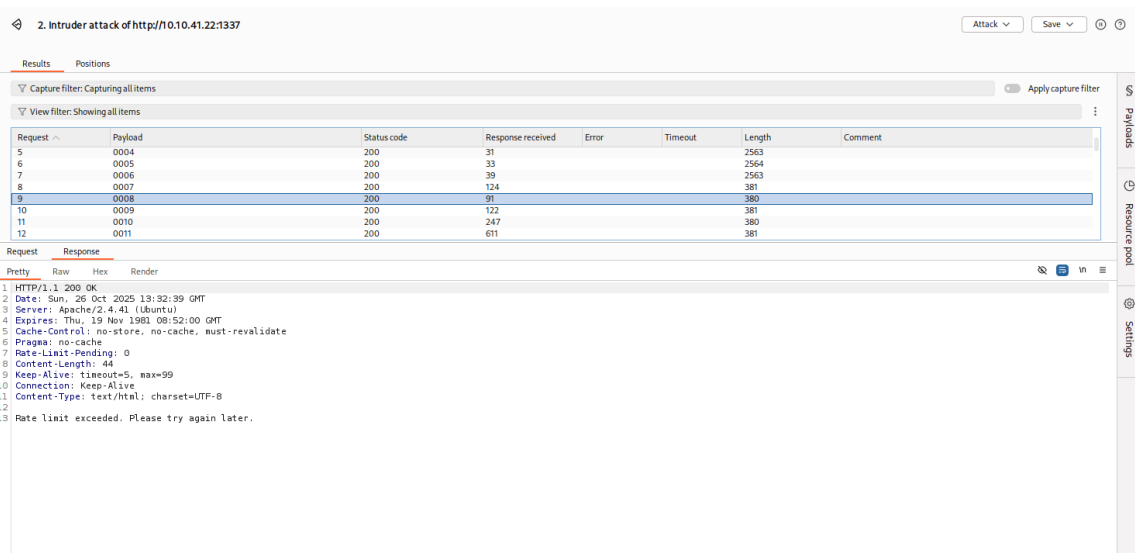 2. Intruder attack of http://10.10.41.22:1337
Attack
Save
Results Positions
Capture filter: Capturing all items
Apply capture filter
View filter: Showing all items
Request Payload Status code Response received Error Timeout Length Comment
5 0004 200 31 2563
6 0005 200 33 2564
7 0006 200 39 2563
8 0007 200 124 381
9 0008 200 91 380
10 0009 200 122 381
11 0010 200 247 380
12 0011 200 611 381
Payloads
Resource pool
Settings
Request Response
Pretty Raw Hex Render
\n
1 HTTP/1.1 200 OK
2 Date: Sun, 26 Oct 2025 13:32:39 GMT
3 Server: Apache/2.4.41 (Ubuntu)
4 Expires: Thu, 19 Nov 1981 08:52:00 GMT
5 Cache-Control: no-store, no-cache, must-revalidate
6 Pragma: no-cache
7 Rate-Limit-Pending: 0
8 Content-Length: 44
9 Keep-Alive: timeout=5, max=99
0 Connection: Keep-Alive
1 Content-Type: text/html; charset=UTF-8
2
3 Rate limit exceeded. Please try again later.